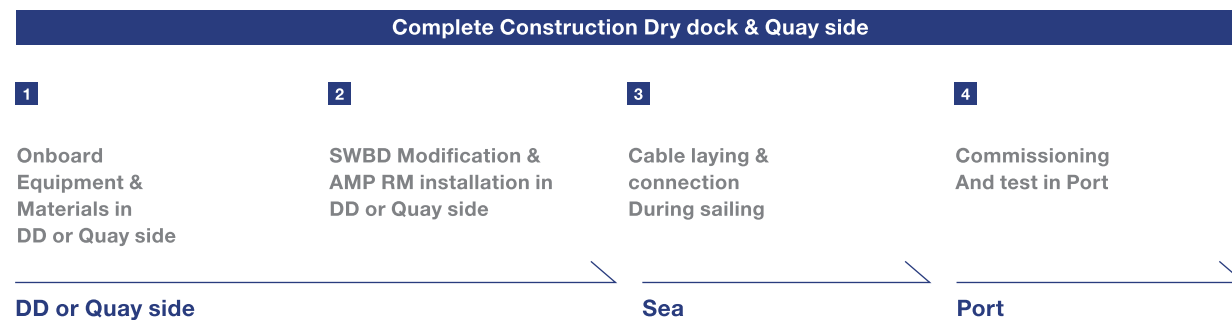 Complete Construction Dry dock & Quay side
1
Onboard
Equipment &
Materials in
DD or Quay side
2
SWBD Modification &
AMP RM installation in
DD or Quay side
3
Cable laying &
connection
During sailing
4
Commissioning
And test in Port
DD or Quay side
Sea
Port